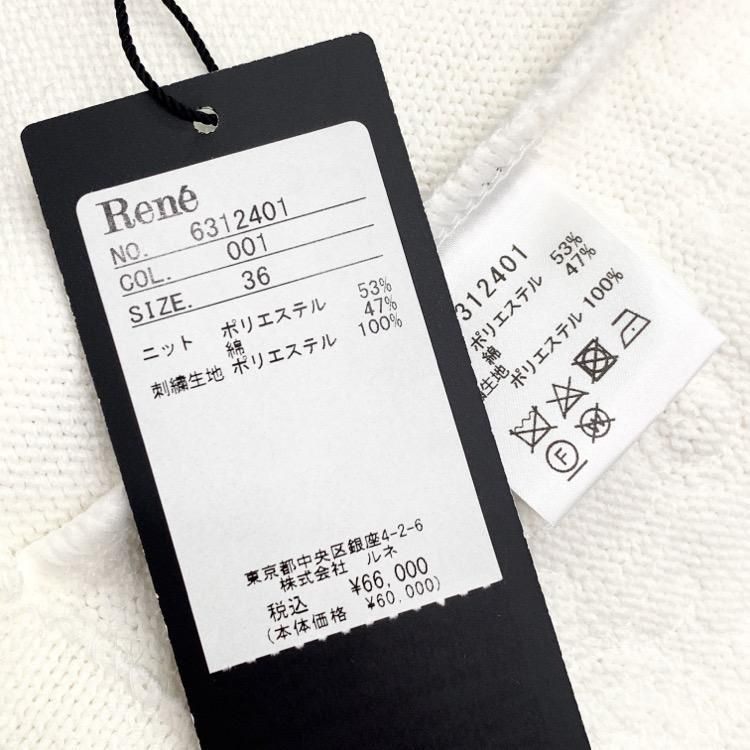 René
NO. 6312401
COL. 001
SIZE. 36
ニット ポリエステル 53%
綿 47%
刺繍生地 ポリエステル 100%
東京都中央区銀座4-2-6
株式会社 ルネ
税込 ¥66,000
(本体価格 ¥60,000)
312401
ポリエステル 53%
綿 47%
生地 ポリエステル 100%
F
W